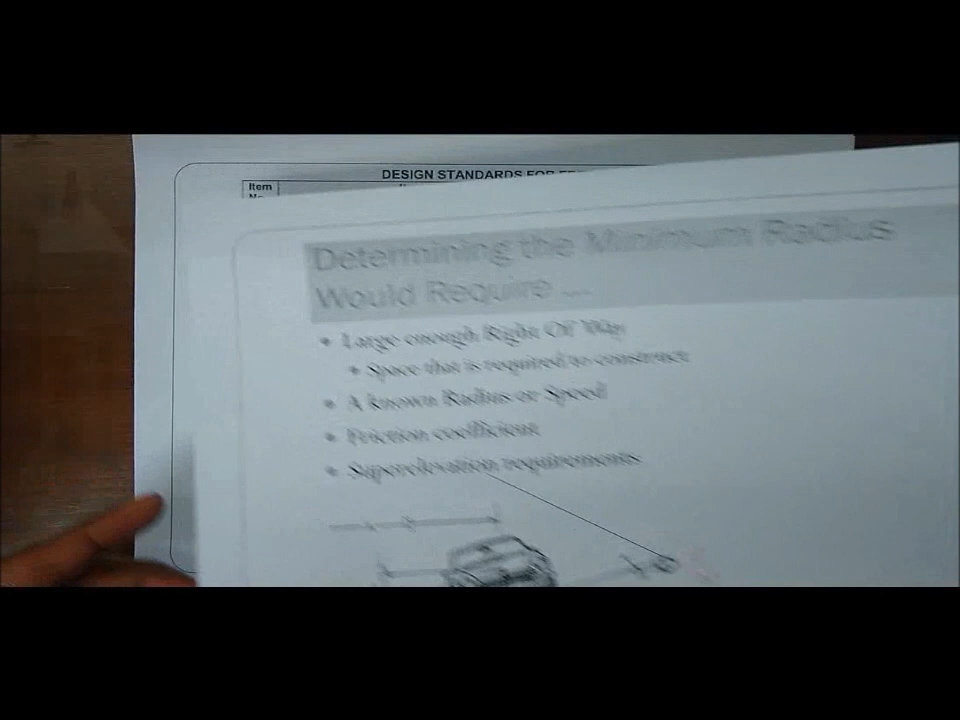 DESIGN STANDARDS FOR
Item
No
Determining the Minimum Radius
Would Require ...
• Large enough Right Of Way
• Space that is required to construct
• A known Radius or Speed
• Friction coefficient
• Superelevation requirements